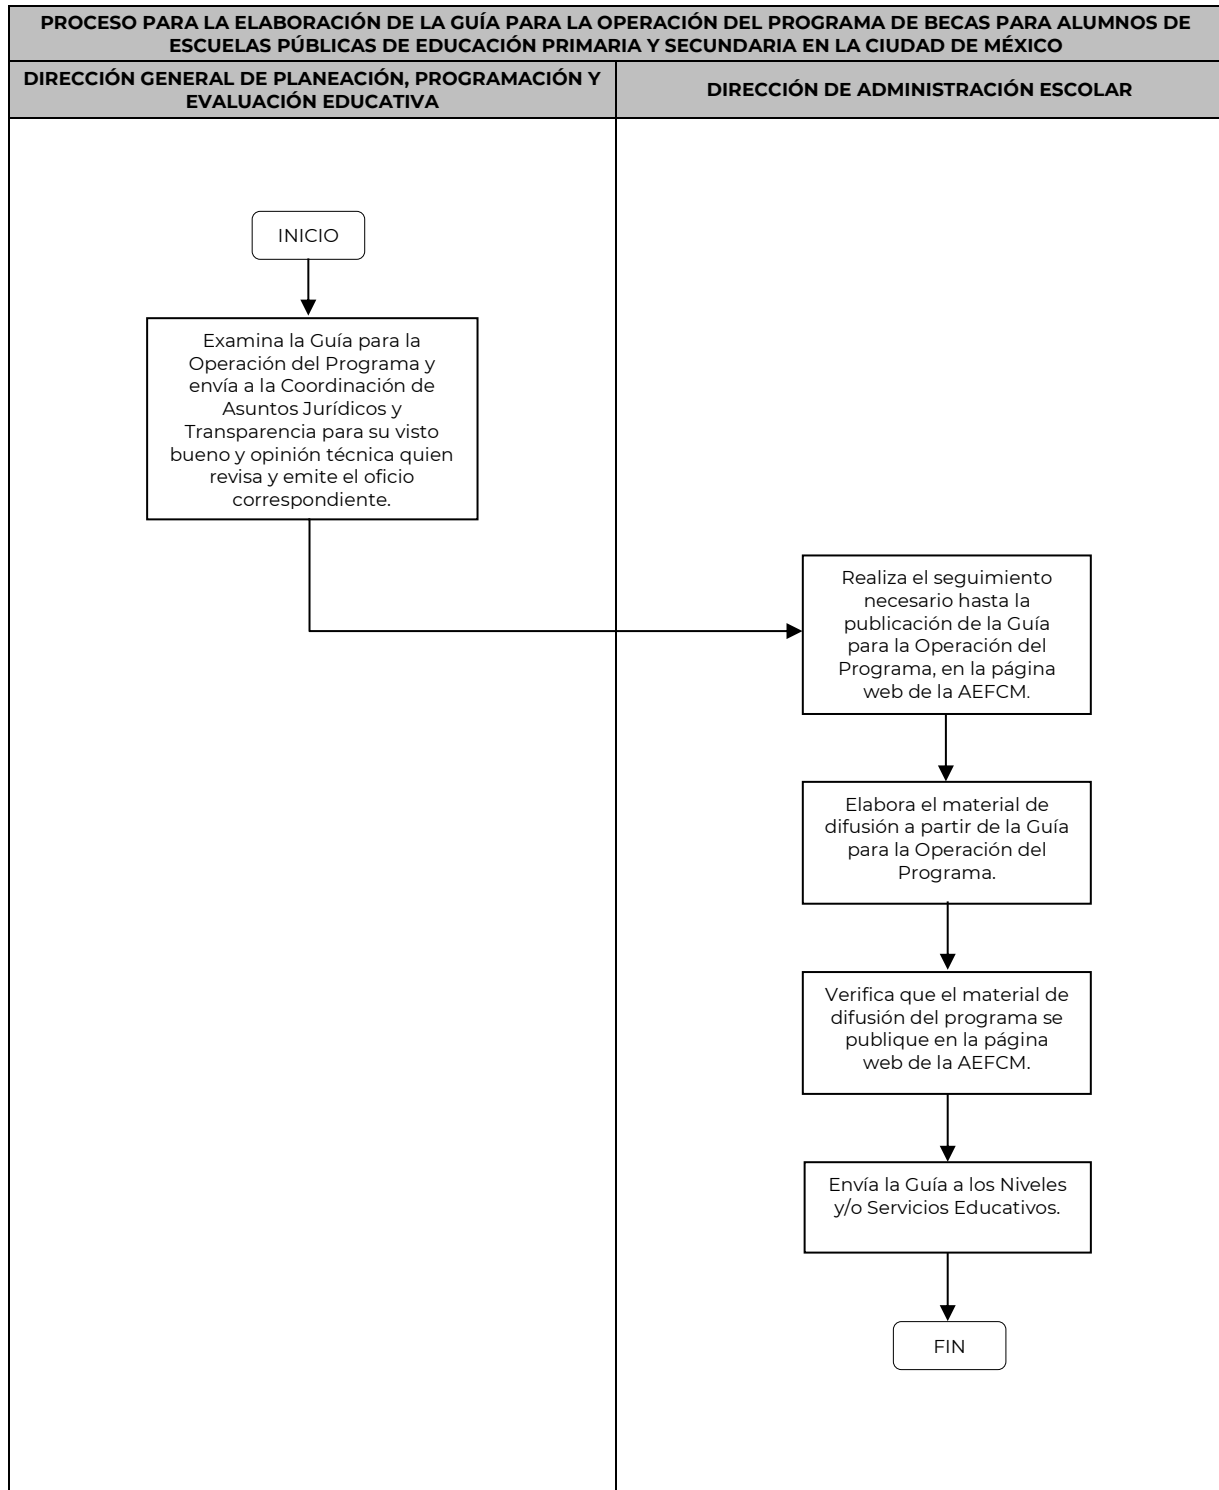 PROCESO PARA LA ELABORACIÓN DE LA GUÍA PARA LA OPERACIÓN DEL PROGRAMA DE BECAS PARA ALUMNOS DE
ESCUELAS PÚBLICAS DE EDUCACIÓN PRIMARIA Y SECUNDARIA EN LA CIUDAD DE MÉXICO
DIRECCIÓN GENERAL DE PLANEACIÓN, PROGRAMACIÓN Y
EVALUACIÓN EDUCATIVA
DIRECCIÓN DE ADMINISTRACIÓN ESCOLAR
INICIO
Examina la Guía para la
Operación del Programa y
envía a la Coordinación de
Asuntos Jurídicos y
Transparencia para su visto
bueno y opinión técnica quien
revisa y emite el oficio
correspondiente.
Realiza el seguimiento
necesario hasta la
publicación de la Guía
para la Operación del
Programa, en la página
web de la AEFCM.
Elabora el material de
difusión a partir de la Guía
para la Operación del
Programa.
Verifica que el material de
difusión del programa se
publique en la página
web de la AEFCM.
Envía la Guía a los Niveles
y/o Servicios Educativos.
FIN